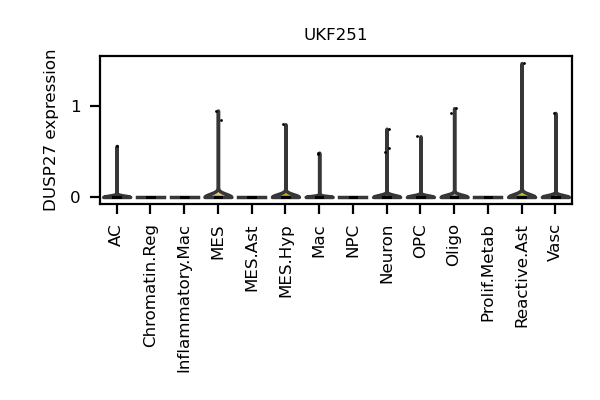 UKF251
DUSP27 expression
1
0
AC
Chromatin.Reg
Inflammatory.Mac
MES
MES.Ast
MES.Hyp
Mac
NPC
Neuron
OPC
Oligo
Prolif.Metab
Reactive.Ast
Vasc